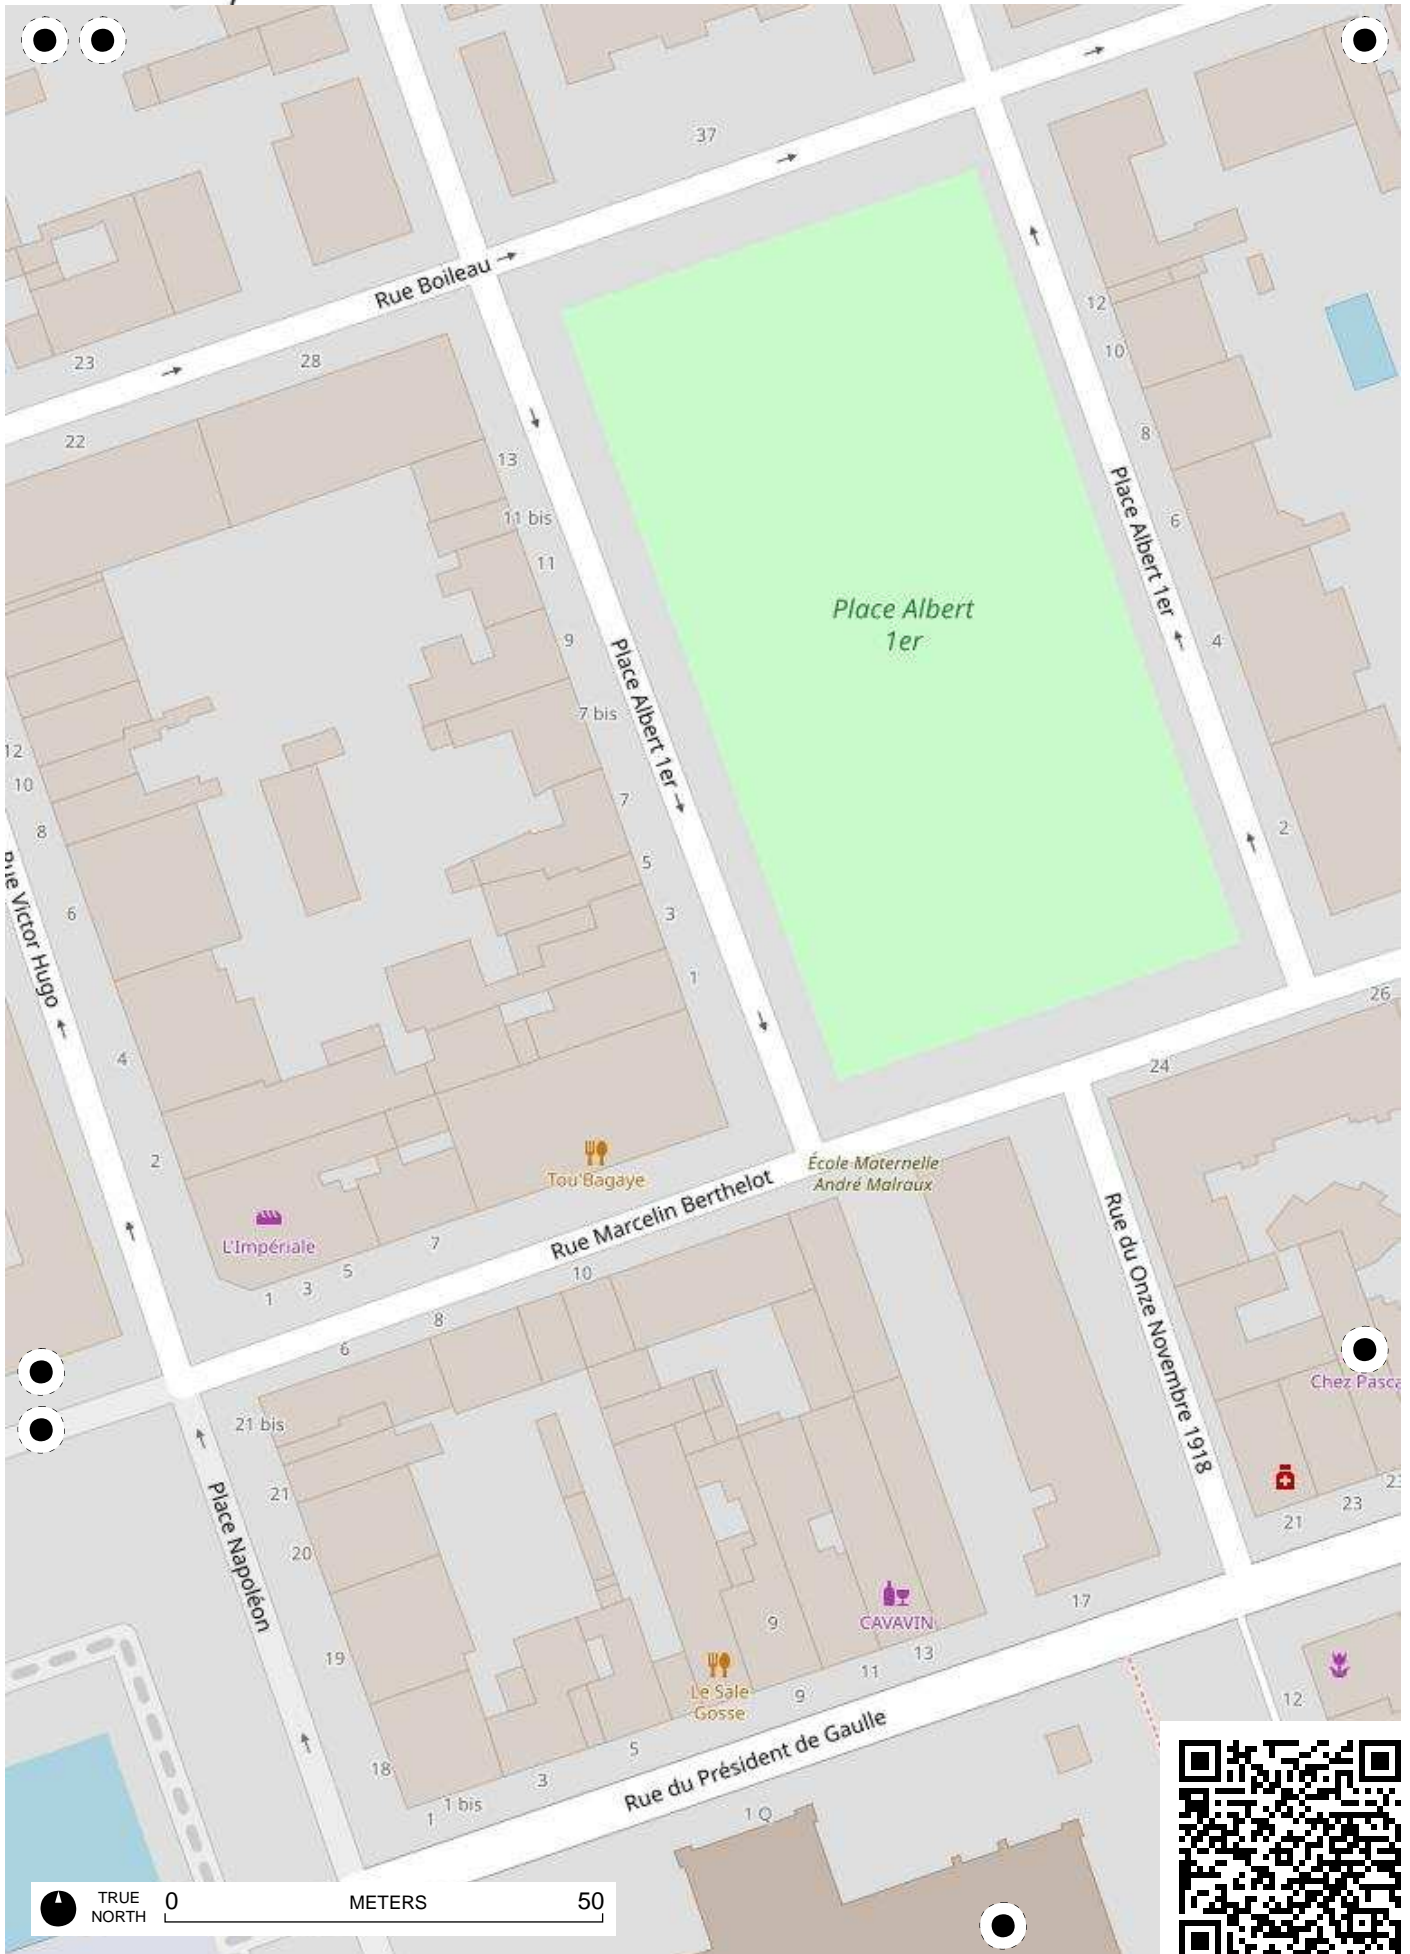 37
Rue Boileau
23
28
22
12
10
13
11 bis
11
8
Place Albert 1er
6
Place Albert
1er
9
4
Place Albert 1er
7 bis
12
10
7
2
8
5
6
3
Rue Victor Hugo
1
26
4
24
2
Tou'Bagaye
École Maternelle
André Malraux
L'Impériale
Rue Marcelin Berthelot
Rue du Onze Novembre 1918
7
5
3
1
10
8
6
Chez Pasca
21 bis
Place Napoléon
21
20
23
23
21
19
9
CAVAVIN
17
13
11
Le Sale
Gosse
9
12
18
5
3
1 bis
1
Rue du Président de Gaulle
1 Q
TRUE
NORTH
0
METERS
50